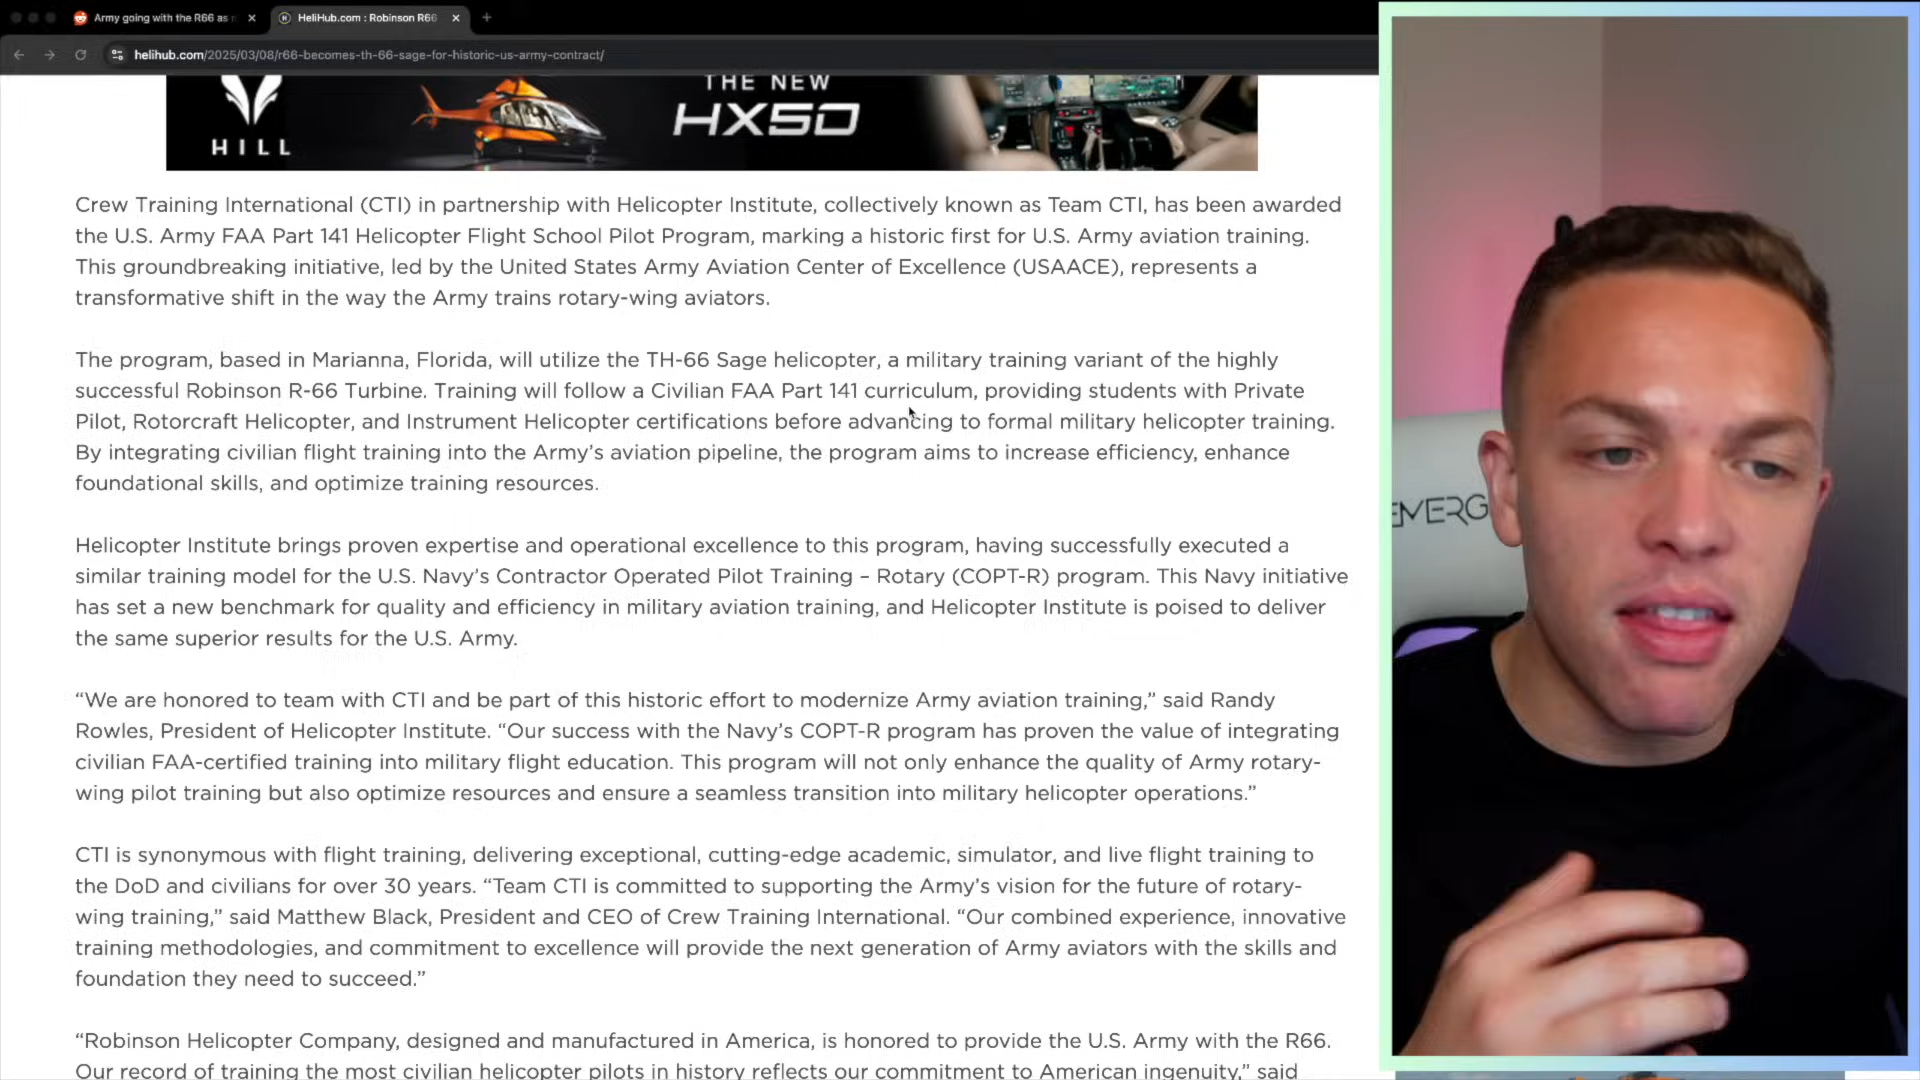 Army going with the R66 as
HeliHub.com : Robinson R66
helihub.com/2025/03/08/r66-becomes-th-66-sage-for-historic-us-army-contract/
HILL
THE NEW
HX50
Crew Training International (CTI) in partnership with Helicopter Institute, collectively known as Team CTI, has been awarded
the U.S. Army FAA Part 141 Helicopter Flight School Pilot Program, marking a historic first for U.S. Army aviation training.
This groundbreaking initiative, led by the United States Army Aviation Center of Excellence (USAACE), represents a
transformative shift in the way the Army trains rotary-wing aviators.
The program, based in Marianna, Florida, will utilize the TH-66 Sage helicopter, a military training variant of the highly
successful Robinson R-66 Turbine. Training will follow a Civilian FAA Part 141 curriculum, providing students with Private
Pilot, Rotorcraft Helicopter, and Instrument Helicopter certifications before advancing to formal military helicopter training.
By integrating civilian flight training into the Army’s aviation pipeline, the program aims to increase efficiency, enhance
foundational skills, and optimize training resources.
Helicopter Institute brings proven expertise and operational excellence to this program, having successfully executed a
similar training model for the U.S. Navy’s Contractor Operated Pilot Training – Rotary (COPT-R) program. This Navy initiative
has set a new benchmark for quality and efficiency in military aviation training, and Helicopter Institute is poised to deliver
the same superior results for the U.S. Army.
“We are honored to team with CTI and be part of this historic effort to modernize Army aviation training,” said Randy
Rowles, President of Helicopter Institute. “Our success with the Navy’s COPT-R program has proven the value of integrating
civilian FAA-certified training into military flight education. This program will not only enhance the quality of Army rotary-
wing pilot training but also optimize resources and ensure a seamless transition into military helicopter operations.”
CTI is synonymous with flight training, delivering exceptional, cutting-edge academic, simulator, and live flight training to
the DoD and civilians for over 30 years. “Team CTI is committed to supporting the Army’s vision for the future of rotary-
wing training,” said Matthew Black, President and CEO of Crew Training International. “Our combined experience, innovative
training methodologies, and commitment to excellence will provide the next generation of Army aviators with the skills and
foundation they need to succeed.”
“Robinson Helicopter Company, designed and manufactured in America, is honored to provide the U.S. Army with the R66.
Our record of training the most civilian helicopter pilots in history reflects our commitment to American ingenuity,” said
EMERG